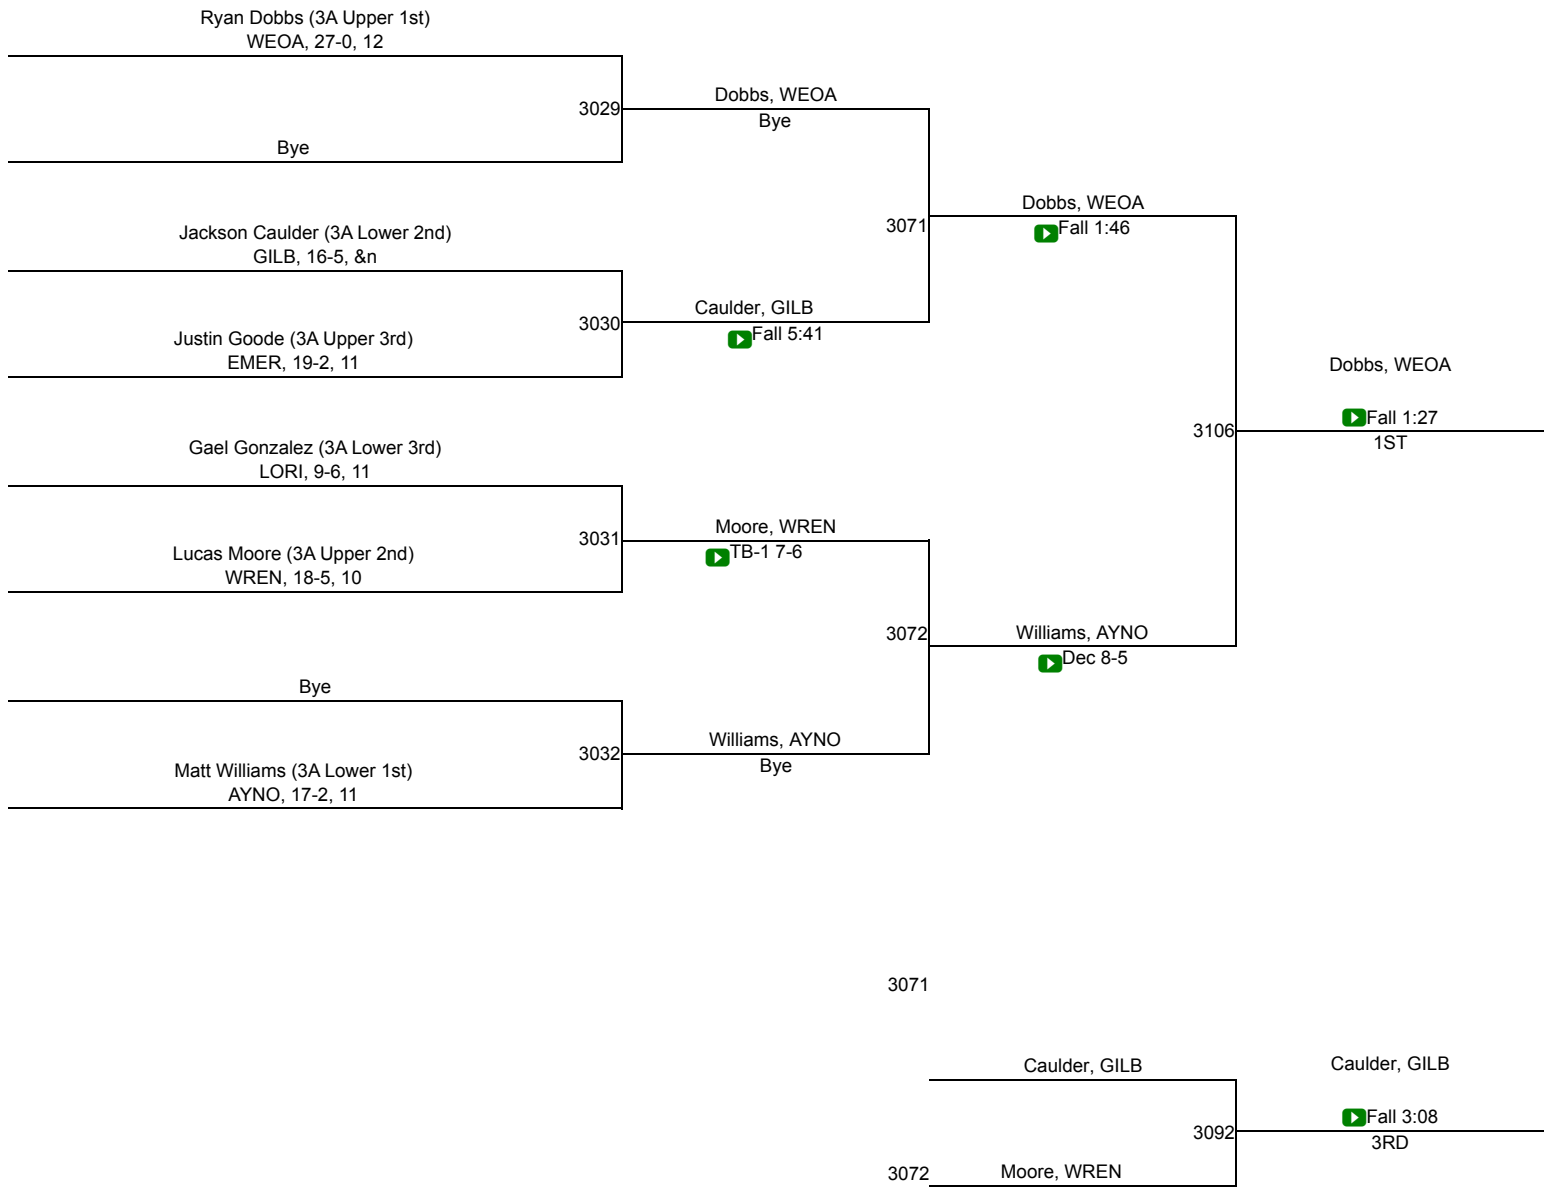 Ryan Dobbs (3A Upper 1st)
WEOA, 27-0, 12
3029
Dobbs, WEOA
Bye
Bye
3071
Dobbs, WEOA
Fall 1:46
Jackson Caulder (3A Lower 2nd)
GILB, 16-5, &n
3030
Caulder, GILB
Fall 5:41
Justin Goode (3A Upper 3rd)
EMER, 19-2, 11
Dobbs, WEOA
3106
Fall 1:27
1ST
Gael Gonzalez (3A Lower 3rd)
LORI, 9-6, 11
3031
Moore, WREN
TB-1 7-6
Lucas Moore (3A Upper 2nd)
WREN, 18-5, 10
3072
Williams, AYNO
Dec 8-5
Bye
3032
Williams, AYNO
Bye
Matt Williams (3A Lower 1st)
AYNO, 17-2, 11
3071
Caulder, GILB
Caulder, GILB
3092
Fall 3:08
3RD
3072
Moore, WREN